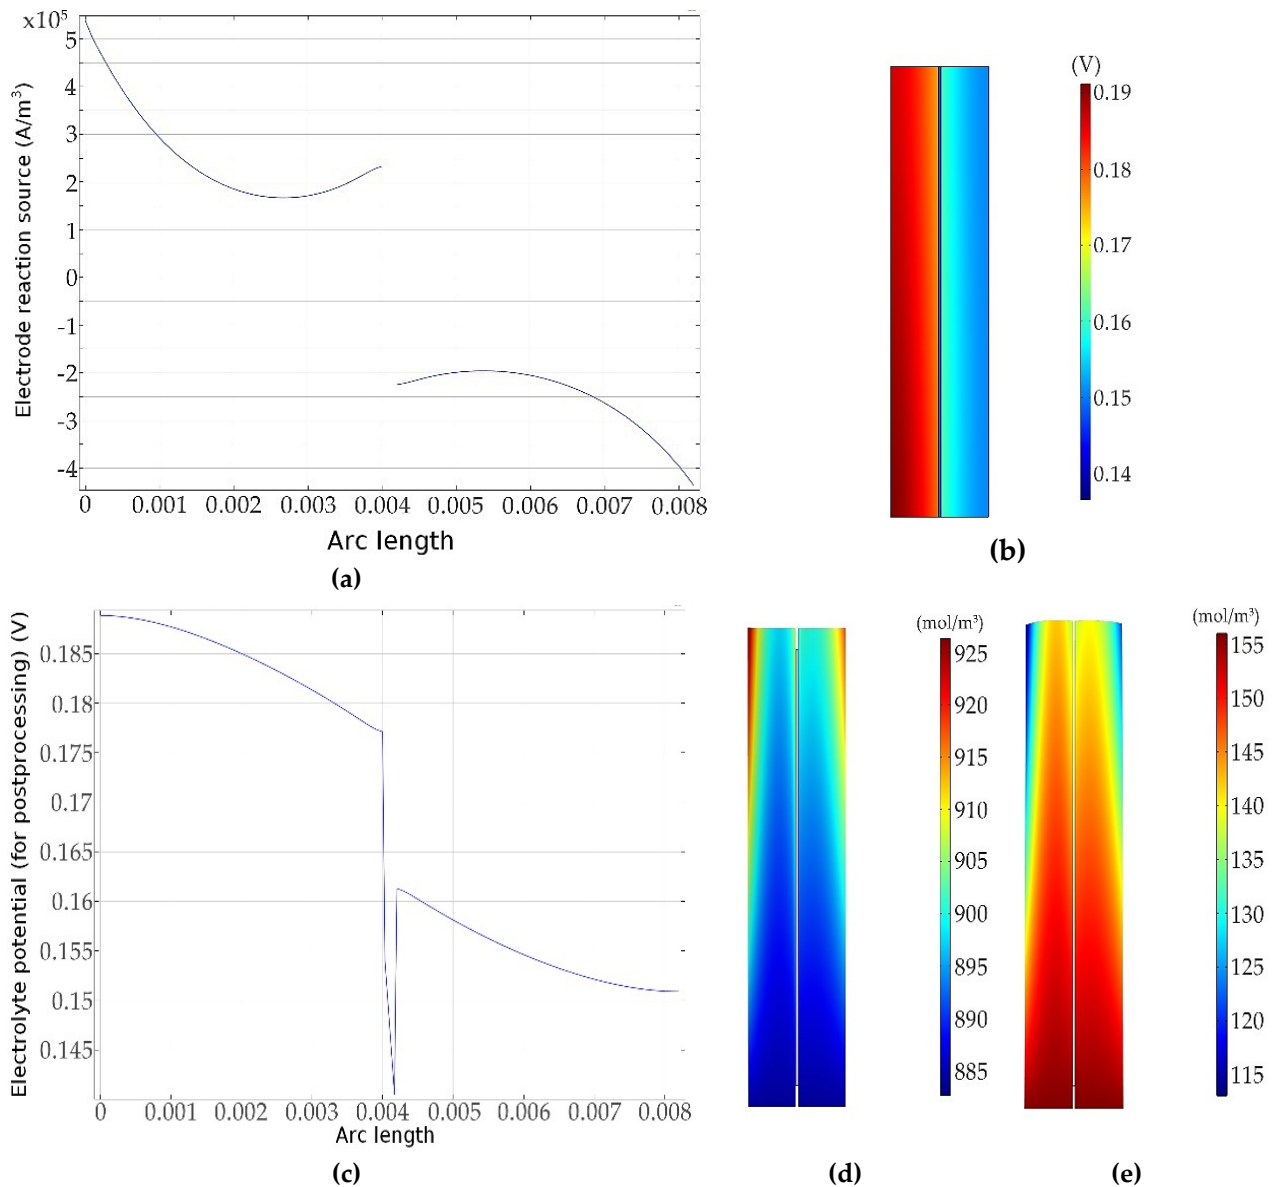 x10⁵
5
4
3
2
1
0
-1
-2
-3
-4
Electrode reaction source (A/m³)
0 0.001 0.002 0.003 0.004 0.005 0.006 0.007 0.008
Arc length
(a)
(V)
0.19
0.18
0.17
0.16
0.15
0.14
(b)
Electrolyte potential (for postprocessing) (V)
0.185
0.18
0.175
0.17
0.165
0.16
0.155
0.15
0.145
0 0.001 0.002 0.003 0.004 0.005 0.006 0.007 0.008
Arc length
(c)
(mol/m³)
925
920
915
910
905
900
895
890
885
(d)
(mol/m³)
155
150
145
140
135
130
125
120
115
(e)